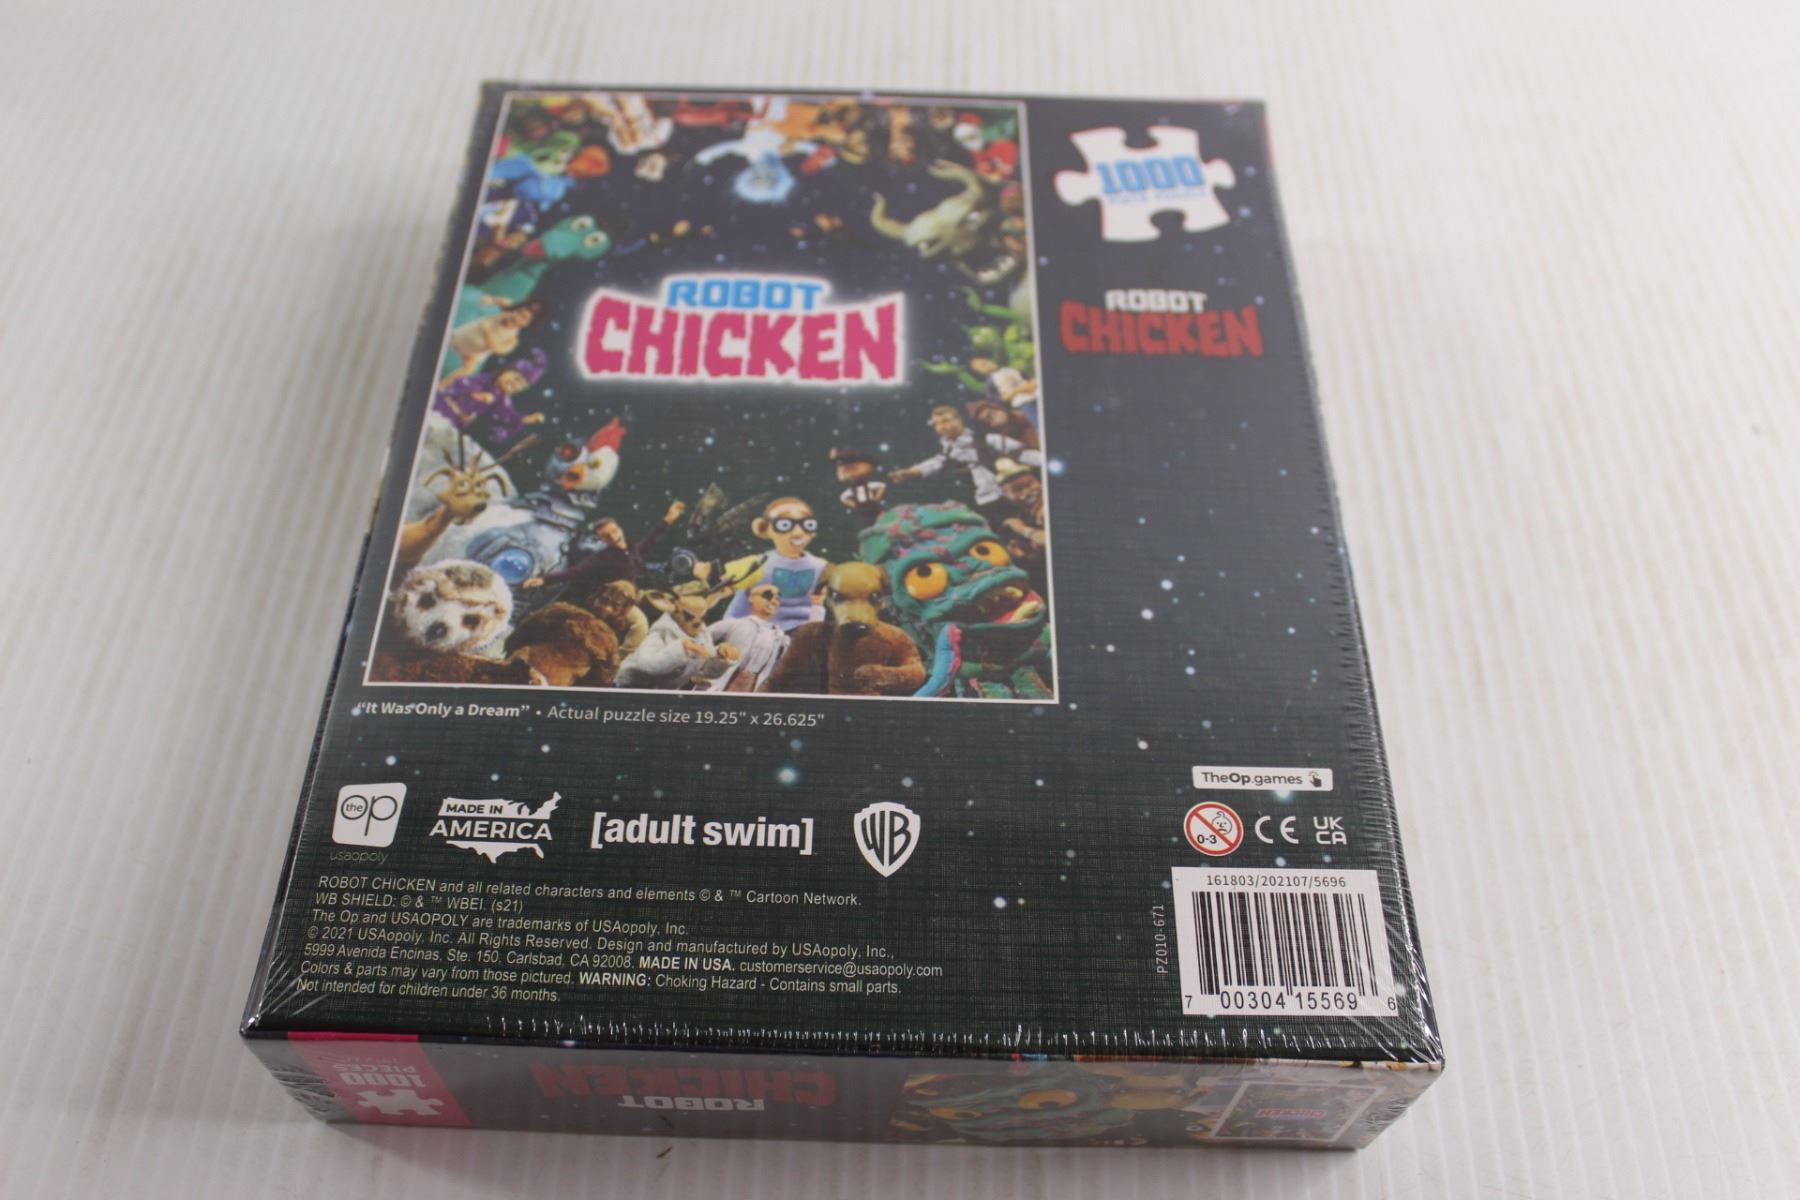 ROBOT
CHICKEN
1000
ROBOT
CHICKEN
"It Was Only a Dream" • Actual puzzle size 19.25" x 26.625"
the op
usaopoly
MADE IN
AMERICA
[adult swim]
WB
TheOp.games
0-3
CE
UK
CA
ROBOT CHICKEN and all related characters and elements © & ™ Cartoon Network.
WB SHIELD: © & ™ WBEI. (s21)
The Op and USAOPOLY are trademarks of USAopoly, Inc.
© 2021 USAopoly, Inc. All Rights Reserved. Design and manufactured by USAopoly, Inc.,
5999 Avenida Encinas, Ste. 150, Carlsbad, CA 92008. MADE IN USA. customerservice@usaopoly.com
Colors & parts may vary from those pictured. WARNING: Choking Hazard - Contains small parts.
Not intended for children under 36 months.
PZ010-671
161803/202107/5696
7 00304 15569 6
1000
PIECES
ROBOT
CHICKEN